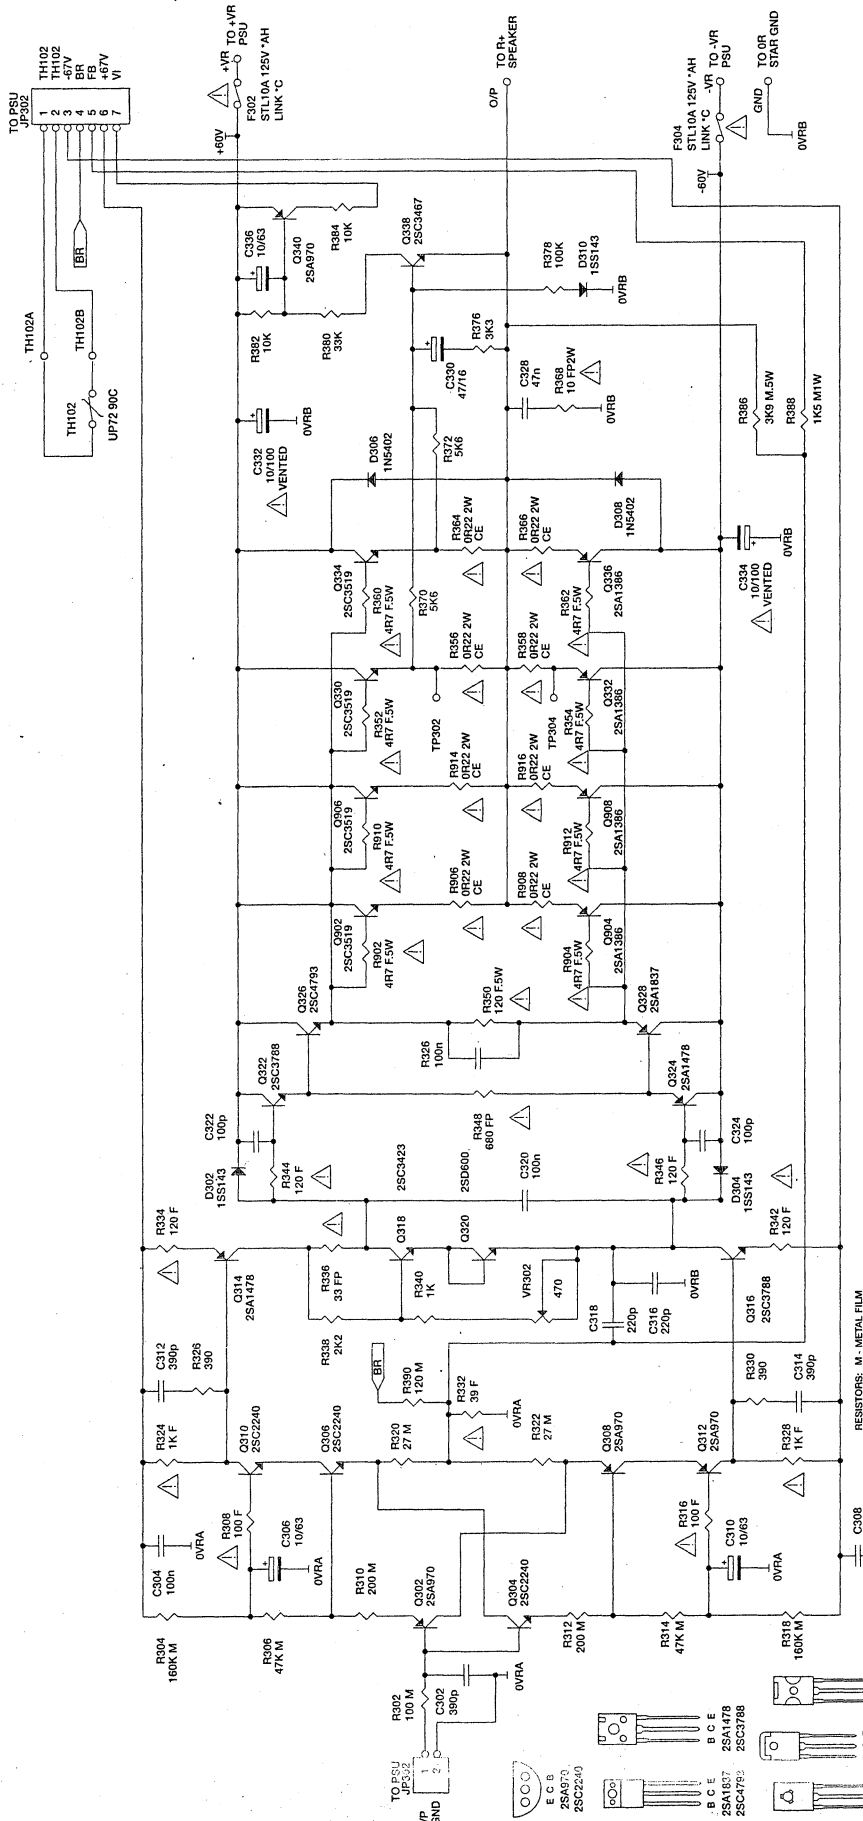 TO PSU
JP302
1 TH102
2 TH102
3 -67V
4 BR
5 FB
6 +67V
7 VI
BR
TH102A
TH102B
TH102
UP72 90C
+VR TO +VR
PSU
F302
STL10A 125V *AH
LINK *C
+60V
O/P
TO R+
SPEAKER
F304
STL10A 125V *AH
LINK *C
-VR TO -VR
PSU
-60V
GND
TO 0R
STAR GND
0VRB
C336
10/63
Q340
2SA970
R384
10K
R382
10K
R380
33K
Q338
2SC3467
R378
100K
D310
1SS143
0VRB
C330
47/16
R376
3K3
C328
47n
R368
10 FP2W
0VRB
R386
3K9 M.5W
R388
1K5 M1W
C332
10/100
VENTED
0VRB
D306
1N5402
R372
5K6
D308
1N5402
C334
10/100
VENTED
0VRB
Q334
2SC3519
R360
4R7 F.5W
R364
0R22 2W
CE
R366
0R22 2W
CE
R362
4R7 F.5W
Q336
2SA1386
R370
5K6
Q330
2SC3519
R352
4R7 F.5W
R356
0R22 2W
CE
TP302
R358
0R22 2W
CE
TP304
R354
4R7 F.5W
Q332
2SA1386
Q906
2SC3519
R910
4R7 F.5W
R914
0R22 2W
CE
R916
0R22 2W
CE
R912
4R7 F.5W
Q908
2SA1386
Q902
2SC3519
R902
4R7 F.5W
R906
0R22 2W
CE
R908
0R22 2W
CE
R904
4R7 F.5W
Q904
2SA1386
Q326
2SC4793
R326
100n
R350
120 F.5W
Q328
2SA1837
Q322
2SC3788
R348
680 FP
Q324
2SA1478
C322
100p
D302
1SS143
R344
120 F
2SC3423
2SD600
C320
100n
R346
120 F
C324
100p
D304
1SS143
R334
120 F
Q314
2SA1478
R336
33 FP
Q318
Q320
R340
1K
R338
2K2
VR302
470
C318
220p
C316
220p
0VRB
Q316
2SC3788
R342
120 F
C312
390p
R326
390
BR
R390
120 M
R332
39 F
0VRA
R330
390
C314
390p
R324
1K F
Q310
2SC2240
Q306
2SC2240
R320
27 M
R322
27 M
Q308
2SA970
Q312
2SA970
R328
1K F
C304
100n
0VRA
R308
100 F
C306
10/63
0VRA
R316
100 F
C310
10/63
0VRA
C308
R304
160K M
R306
47K M
R310
200 M
Q302
2SA970
Q304
2SC2240
R312
200 M
R314
47K M
R318
160K M
R302
100 M
C302
390p
0VRA
TO PSU
JP302
1
2
/P
GND
E C B
2SA970
2SC2240
B C E
2SA1478
2SC3788
B C E
2SA1837
2SC4793
RESISTORS: M - METAL FILM